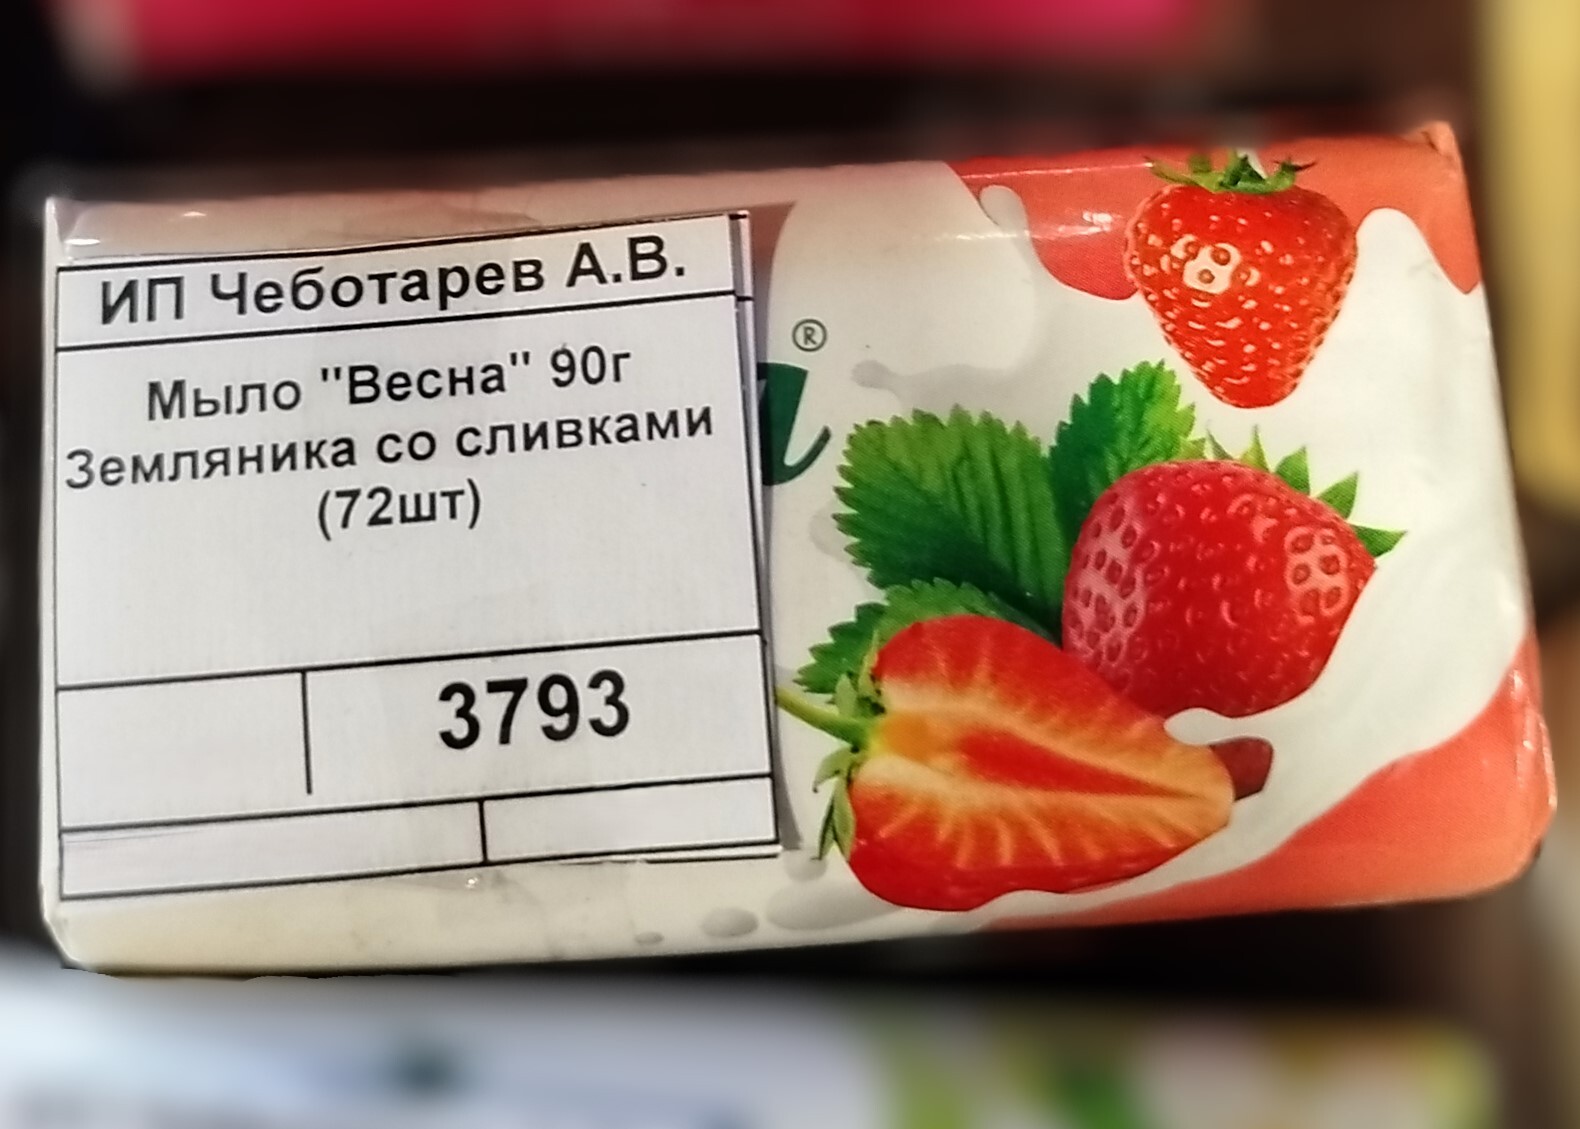 ИП Чеботарев А.В.
Мыло "Весна" 90г
Земляника со сливками
(72шт)
3793
®
а